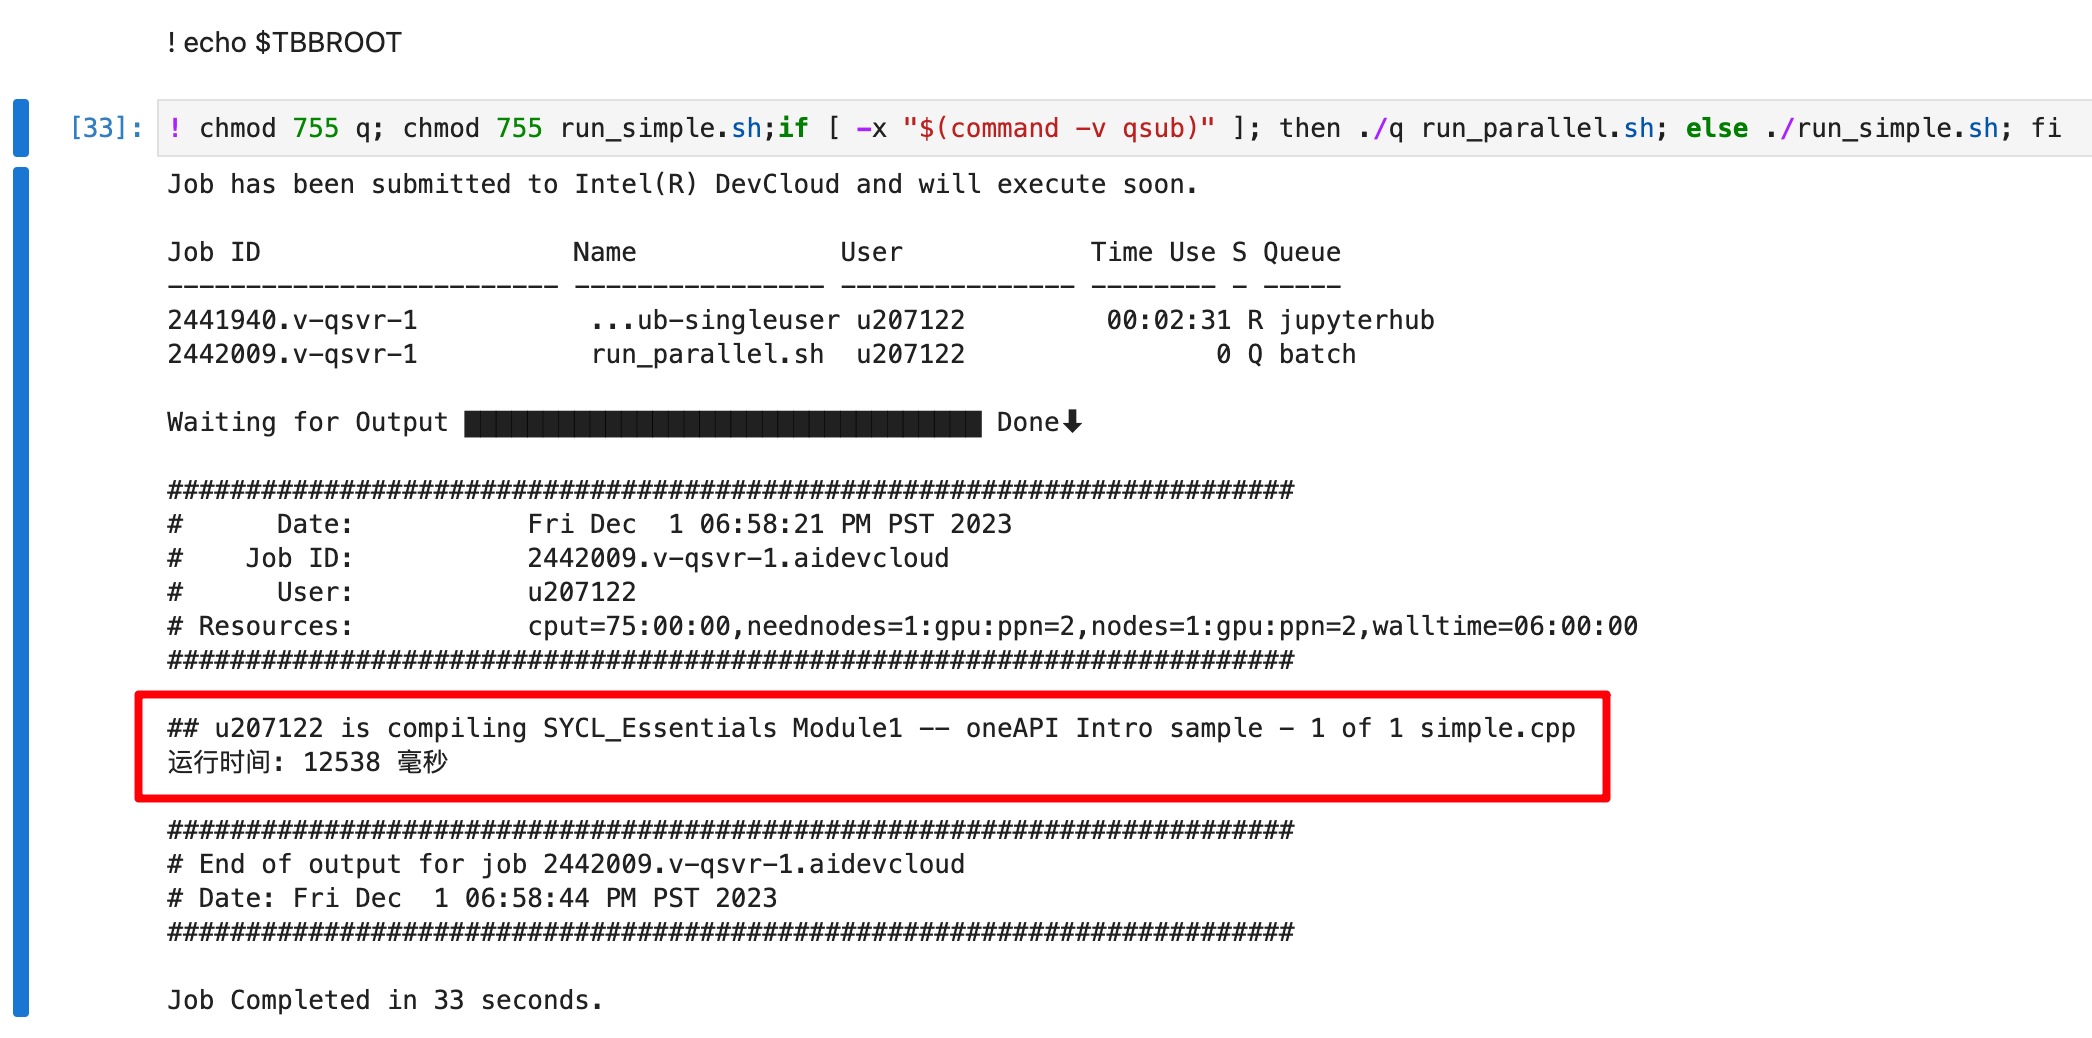 ! echo $TBBROOT
[33]: ! chmod 755 q; chmod 755 run_simple.sh;if [ -x "$(command -v qsub)" ]; then ./q run_parallel.sh; else ./run_simple.sh; fi
Job has been submitted to Intel(R) DevCloud and will execute soon.
Job ID                    Name             User            Time Use S Queue
------------------------- ---------------- --------------- -------- - -----
2441940.v-qsvr-1           ...ub-singleuser u207122         00:02:31 R jupyterhub
2442009.v-qsvr-1           run_parallel.sh  u207122                0 Q batch
Waiting for Output █████████████████████████████████ Done⬇
########################################################################
#      Date:           Fri Dec  1 06:58:21 PM PST 2023
#    Job ID:           2442009.v-qsvr-1.aidevcloud
#      User:           u207122
# Resources:           cput=75:00:00,neednodes=1:gpu:ppn=2,nodes=1:gpu:ppn=2,walltime=06:00:00
########################################################################
## u207122 is compiling SYCL_Essentials Module1 -- oneAPI Intro sample - 1 of 1 simple.cpp
运行时间: 12538 毫秒
########################################################################
# End of output for job 2442009.v-qsvr-1.aidevcloud
# Date: Fri Dec  1 06:58:44 PM PST 2023
########################################################################
Job Completed in 33 seconds.